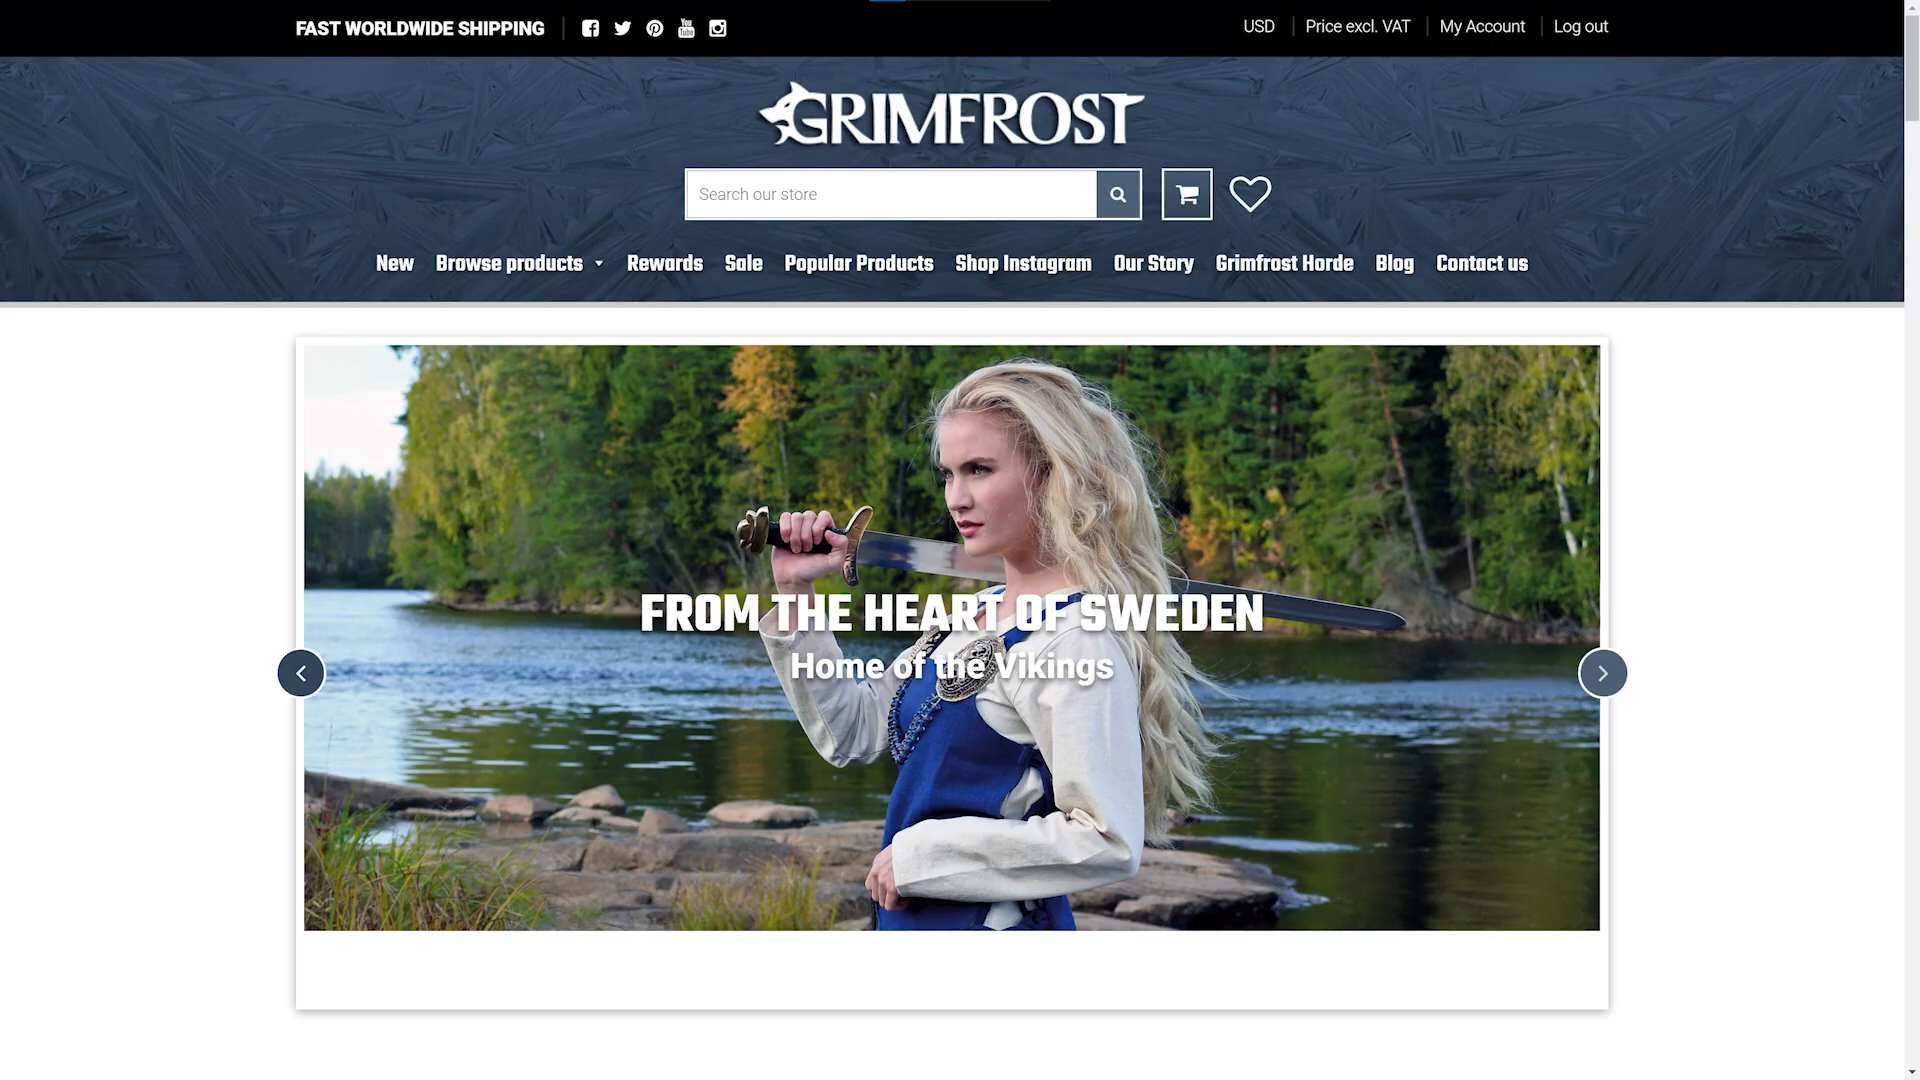 FAST WORLDWIDE SHIPPING
You Tube
USD
Price excl. VAT
My Account
Log out
GRIMFROST
Search our store
New
Browse products
Rewards
Sale
Popular Products
Shop Instagram
Our Story
Grimfrost Horde
Blog
Contact us
FROM THE HEART OF SWEDEN
Home of the Vikings